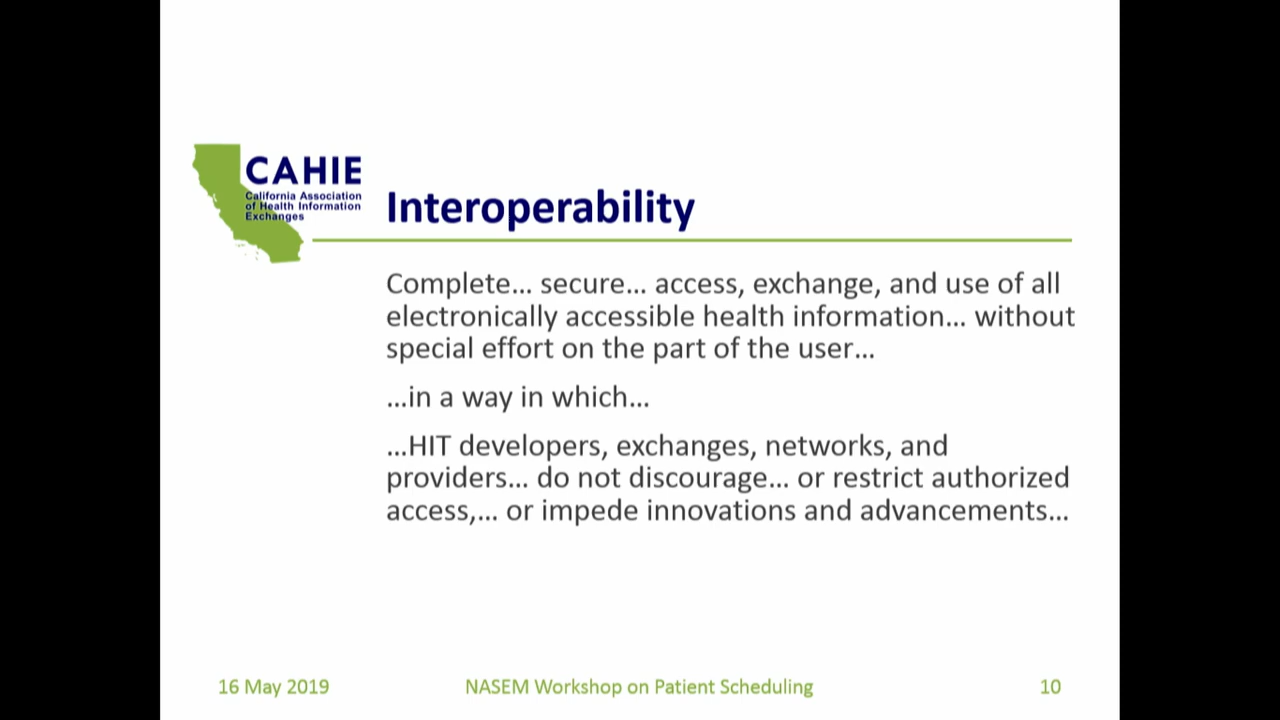 CAHIE
California Association
of Health Information
Exchanges
Interoperability
Complete... secure... access, exchange, and use of all
electronically accessible health information... without
special effort on the part of the user...
...in a way in which...
...HIT developers, exchanges, networks, and
providers... do not discourage... or restrict authorized
access,... or impede innovations and advancements...
16 May 2019
NASEM Workshop on Patient Scheduling
10